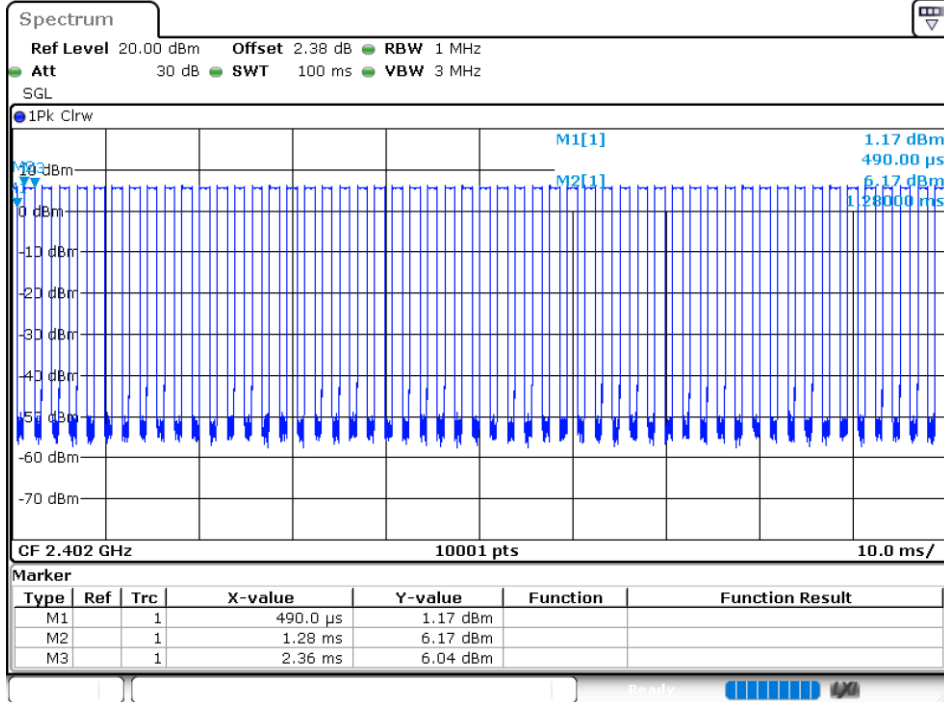 Spectrum
Ref Level 20.00 dBm Offset 2.38 dB RBW 1 MHz
Att 30 dB SWT 100 ms VBW 3 MHz
SGL
1Pk Clrw
M1[1] 1.17 dBm
490.00 µs
10 dBm
M2[1] 6.17 dBm
1.28000 ms
0 dBm
-10 dBm
-20 dBm
-30 dBm
-40 dBm
-50 dBm
-60 dBm
-70 dBm
CF 2.402 GHz 10001 pts 10.0 ms/
Marker
Type Ref Trc X-value Y-value Function Function Result
M1 1 490.0 µs 1.17 dBm
M2 1 1.28 ms 6.17 dBm
M3 1 2.36 ms 6.04 dBm
Ready LXI